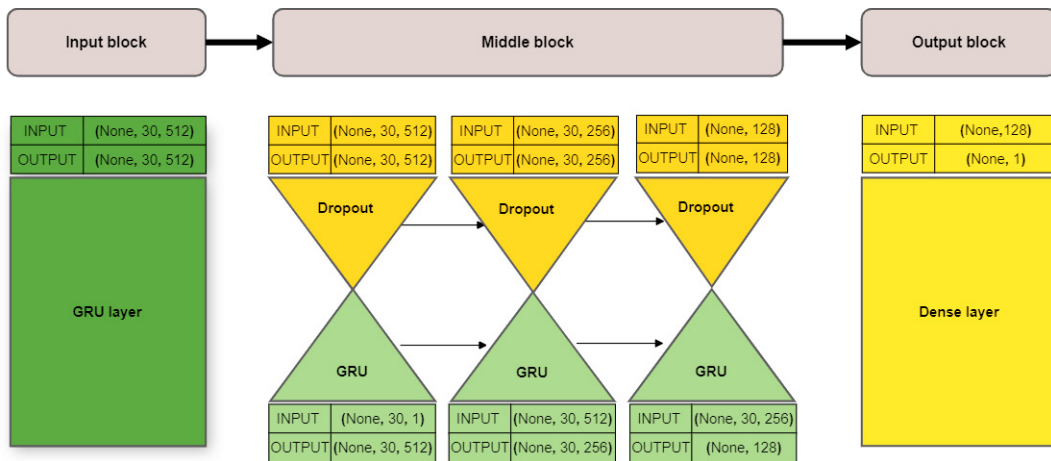 Input block
Middle block
Output block
INPUT (None, 30, 512)
OUTPUT (None, 30, 512)
GRU layer
INPUT (None, 30, 512)
OUTPUT (None, 30, 512)
Dropout
INPUT (None, 30, 256)
OUTPUT (None, 30, 256)
Dropout
INPUT (None, 128)
OUTPUT (None, 128)
Dropout
GRU
INPUT (None, 30, 1)
OUTPUT (None, 30, 512)
GRU
INPUT (None, 30, 512)
OUTPUT (None, 30, 256)
GRU
INPUT (None, 30, 256)
OUTPUT (None, 128)
INPUT (None,128)
OUTPUT (None, 1)
Dense layer